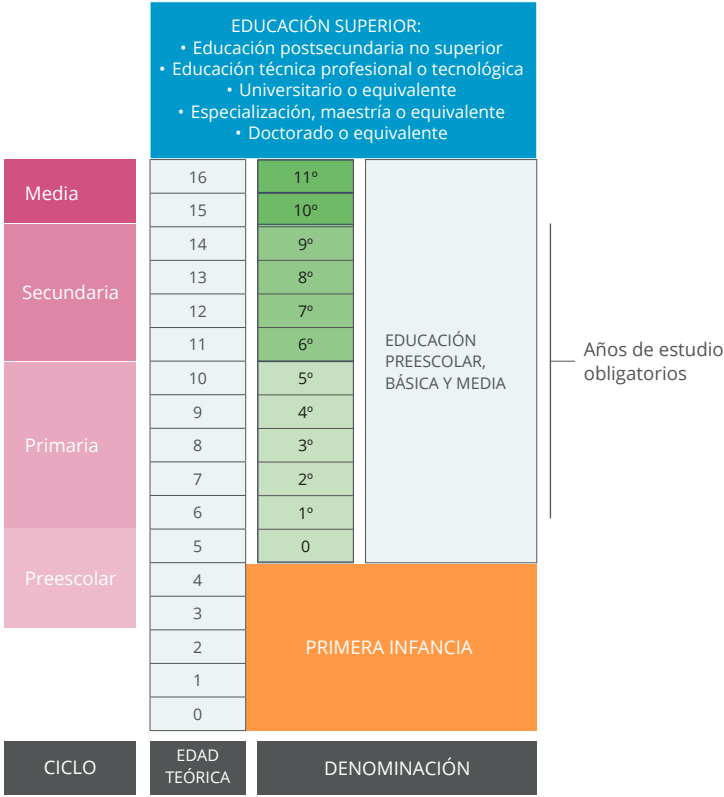 EDUCACIÓN SUPERIOR:
• Educación postsecundaria no superior
• Educación técnica profesional o tecnológica
• Universitario o equivalente
• Especialización, maestría o equivalente
• Doctorado o equivalente
Media
16 11º
15 10º
Secundaria
14 9º
13 8º
12 7º
11 6º
Primaria
10 5º
9 4º
8 3º
7 2º
6 1º
Preescolar
5 0
4
3
2
1
0
EDUCACIÓN
PREESCOLAR,
BÁSICA Y MEDIA
Años de estudio
obligatorios
PRIMERA INFANCIA
CICLO
EDAD
TEÓRICA
DENOMINACIÓN